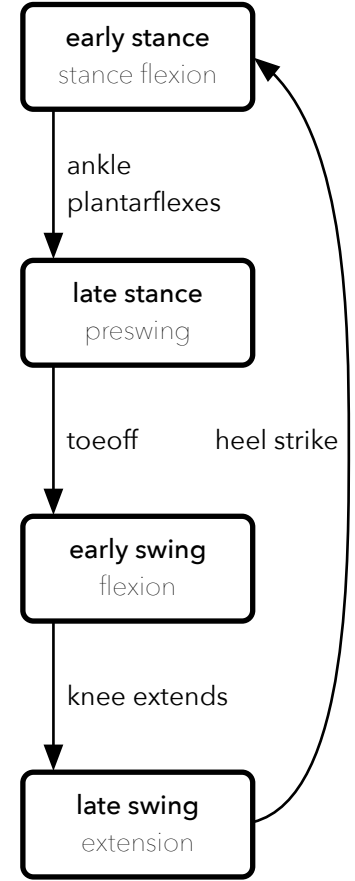 early stance
stance flexion
ankle
plantarflexes
late stance
preswing
toeoff
heel strike
early swing
flexion
knee extends
late swing
extension